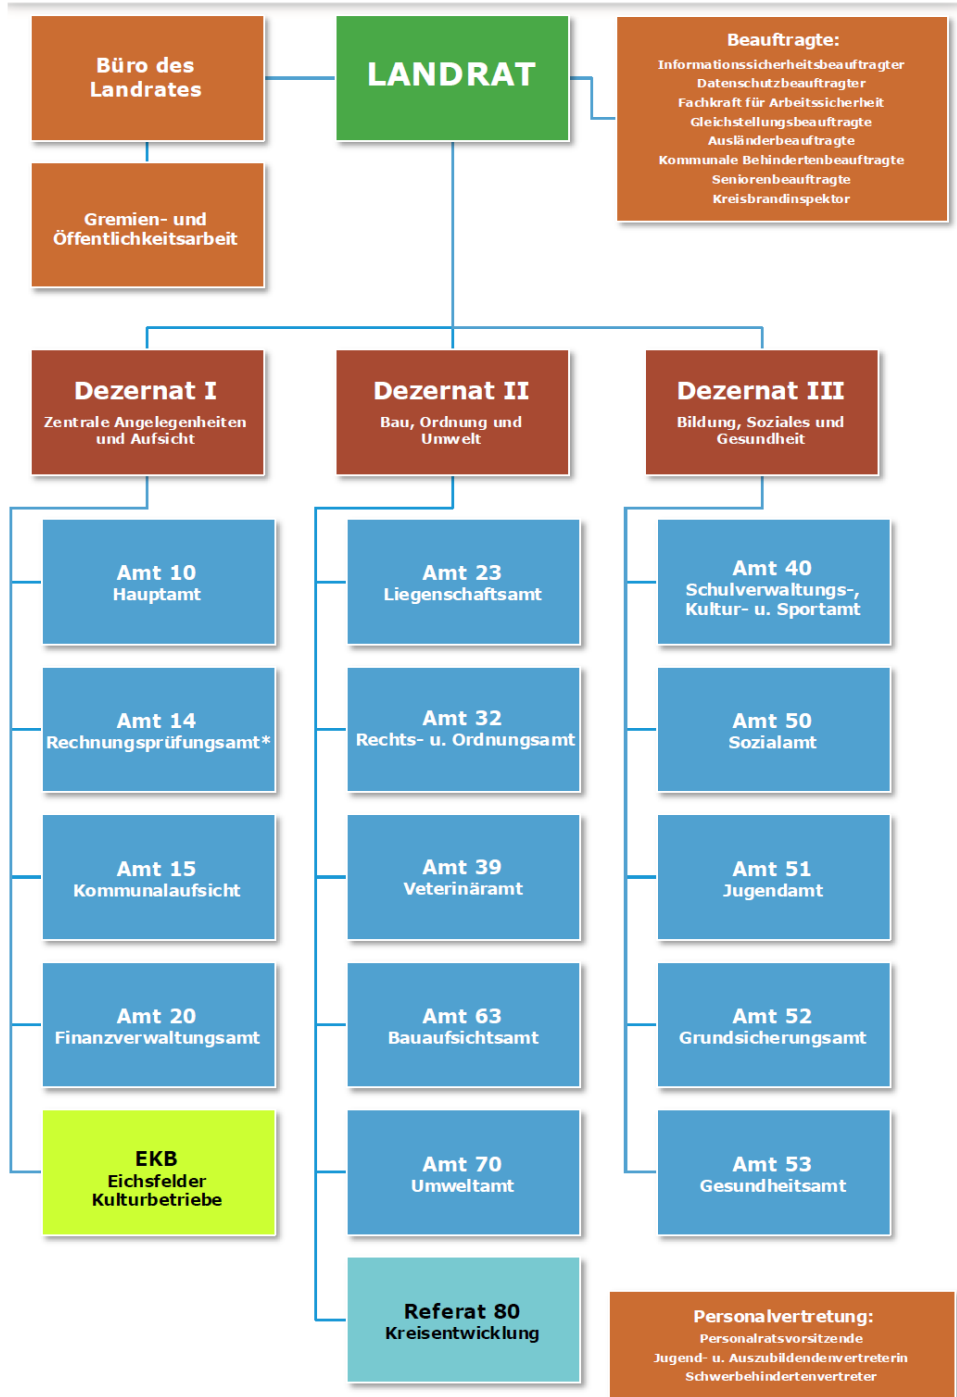 Büro des
Landrates
LANDRAT
Beauftragte:
Informationssicherheitsbeauftragter
Datenschutzbeauftragter
Fachkraft für Arbeitssicherheit
Gleichstellungsbeauftragte
Ausländerbeauftragte
Kommunale Behindertenbeauftragte
Seniorenbeauftragte
Kreisbrandinspektor
Gremien- und
Öffentlichkeitsarbeit
Dezernat I
Zentrale Angelegenheiten
und Aufsicht
Dezernat II
Bau, Ordnung und
Umwelt
Dezernat III
Bildung, Soziales und
Gesundheit
Amt 10
Hauptamt
Amt 23
Liegenschaftsamt
Amt 40
Schulverwaltungs-,
Kultur- u. Sportamt
Amt 14
Rechnungsprüfungsamt*
Amt 32
Rechts- u. Ordnungsamt
Amt 50
Sozialamt
Amt 15
Kommunalaufsicht
Amt 39
Veterinäramt
Amt 51
Jugendamt
Amt 20
Finanzverwaltungsamt
Amt 63
Bauaufsichtsamt
Amt 52
Grundsicherungsamt
EKB
Eichsfelder
Kulturbetriebe
Amt 70
Umweltamt
Amt 53
Gesundheitsamt
Referat 80
Kreisentwicklung
Personalvertretung:
Personalratsvorsitzende
Jugend- u. Auszubildendenvertreterin
Schwerbehindertenvertreter